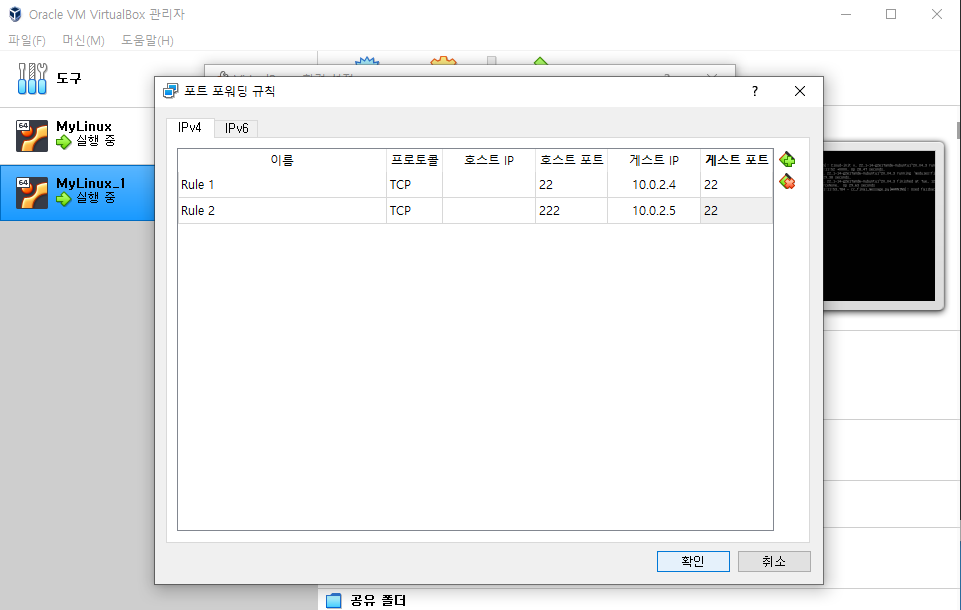 Oracle VM VirtualBox 관리자
파일(F) 머신(M) 도움말(H)
도구
64 MyLinux
실행 중
64 MyLinux_1
실행 중
포트 포워딩 규칙 ?
IPv4 IPv6
이름 프로토콜 호스트 IP 호스트 포트 게스트 IP 게스트 포트
Rule 1 TCP 22 10.0.2.4 22
Rule 2 TCP 222 10.0.2.5 22
확인 취소
공유 폴더